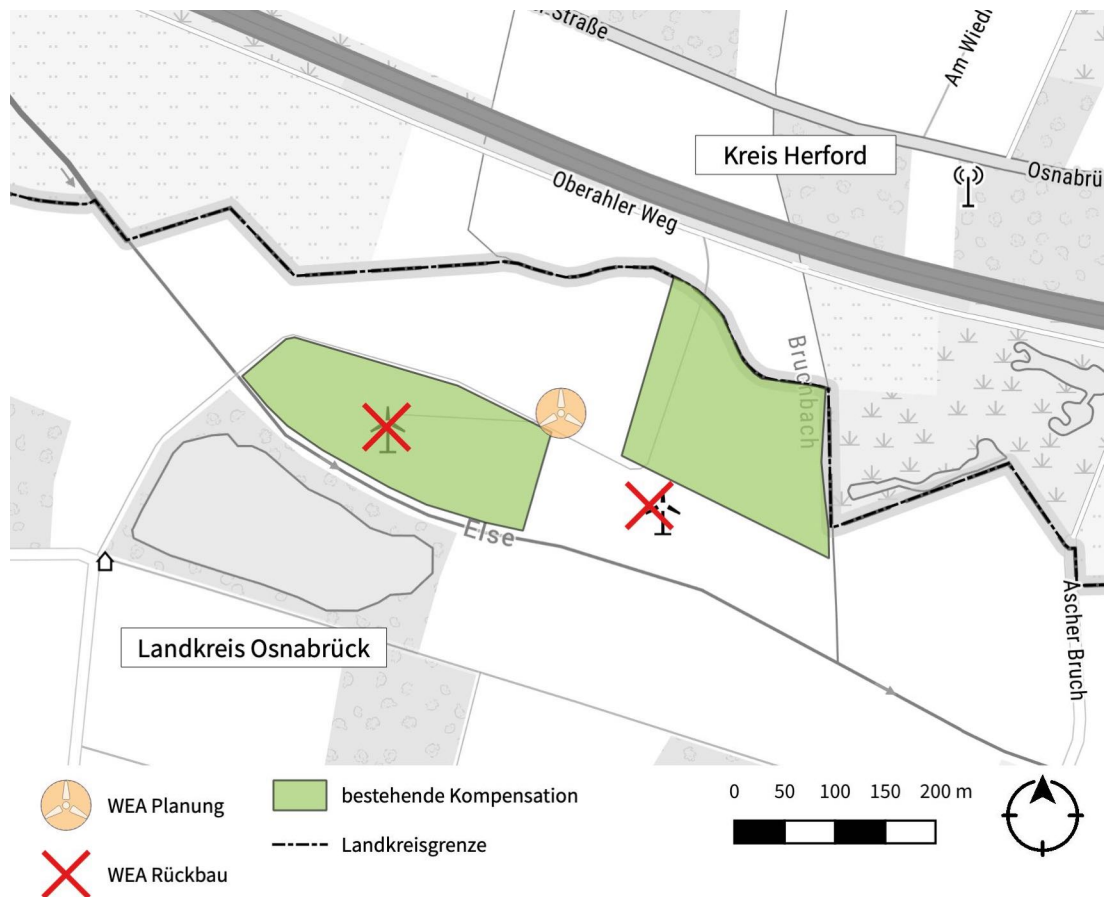 Straße
Am Wied
Kreis Herford
Osnabrü
Oberahler Weg
Bruchbach
Else
Landkreis Osnabrück
Ascher Bruch
WEA Planung
WEA Rückbau
bestehende Kompensation
Landkreisgrenze
0 50 100 150 200 m